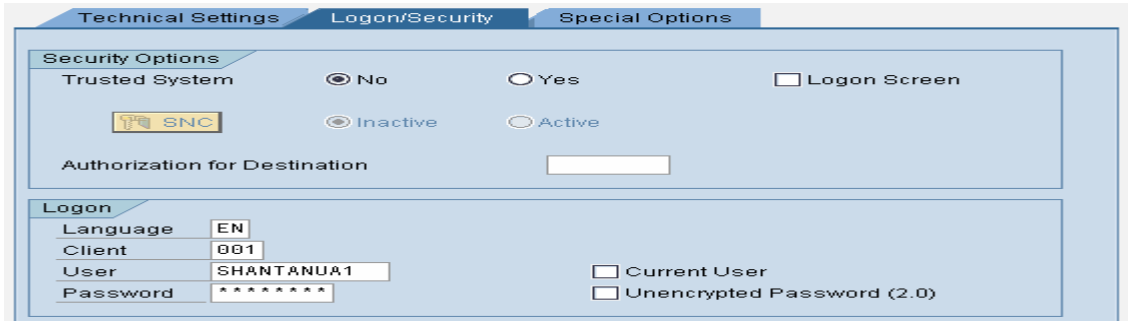 Technical Settings Logon/Security Special Options
Security Options
Trusted System No Yes Logon Screen
SNC Inactive Active
Authorization for Destination
Logon
Language EN
Client 001
User SHANTANUA1 Current User
Password ******** Unencrypted Password (2.0)